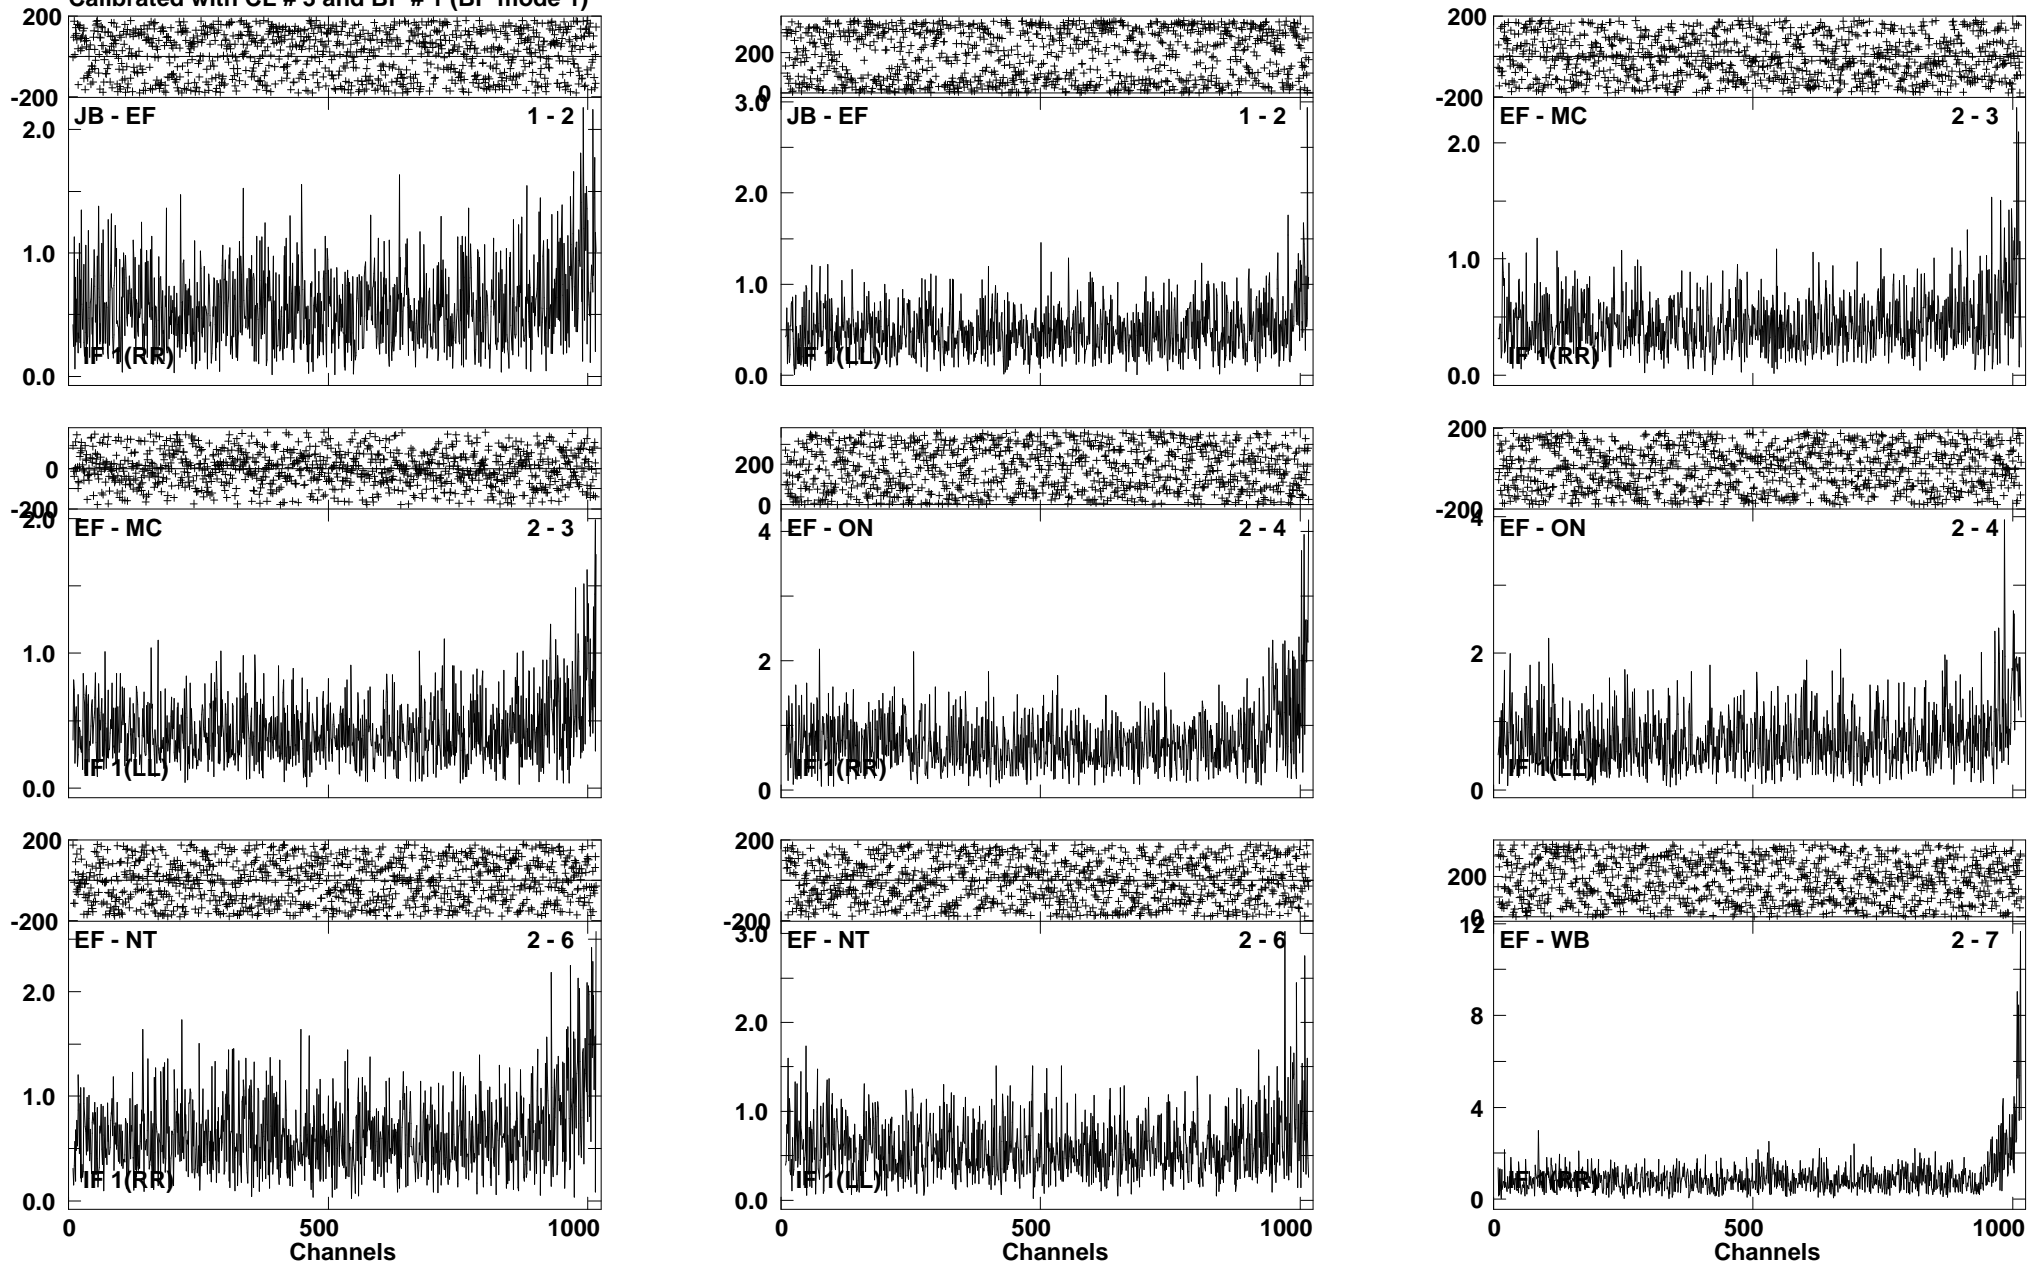 Calibrated with CL # 3 and BP # 1 (BP mode 1)
200
-200
JB - EF 1 - 2
2.0
1.0
0.0
IF 1(RR)
200
0
3.0
JB - EF 1 - 2
2.0
1.0
0.0
IF 1(LL)
200
-200
EF - MC 2 - 3
2.0
1.0
0.0
IF 1(RR)
0
-200
2.0
EF - MC 2 - 3
1.0
0.0
IF 1(LL)
200
0
EF - ON 2 - 4
4
2
0
IF 1(RR)
200
-200
4
EF - ON 2 - 4
2
0
IF 1(LL)
200
-200
EF - NT 2 - 6
2.0
1.0
0.0
IF 1(RR)
0 500 1000
Channels
-200
3.0
EF - NT 2 - 6
2.0
1.0
0.0
IF 1(LL)
0 500 1000
Channels
200
0
12
EF - WB 2 - 7
8
4
0
IF 1(RR)
0 500 1000
Channels